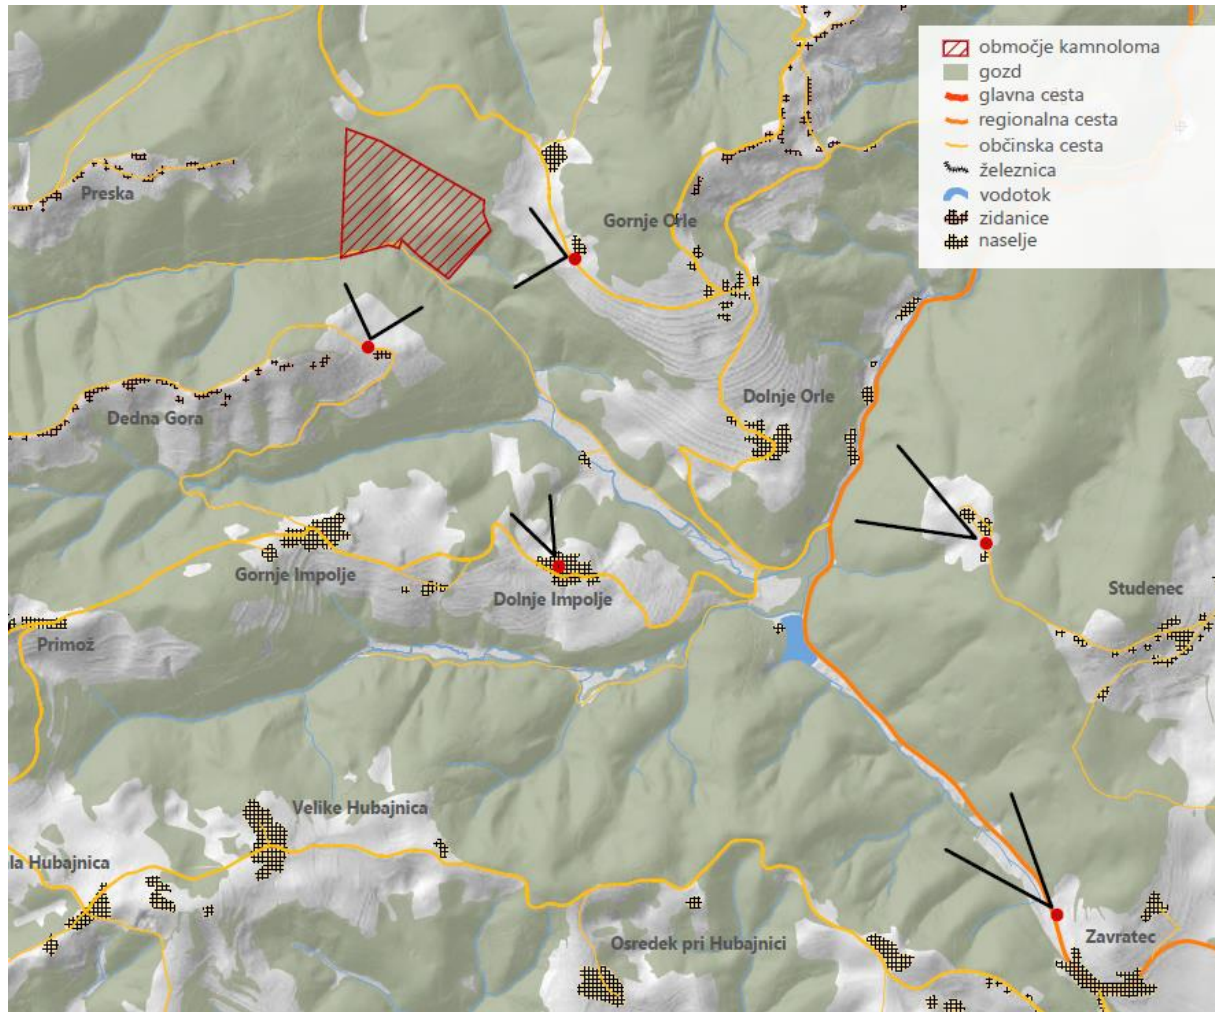 območje kamnoloma
gozd
glavna cesta
regionalna cesta
občinska cesta
železnica
vodotok
zidanice
naselje
Preska
Gornje Orle
Dedna Gora
Dolnje Orle
Gornje Impolje
Dolnje Impolje
Studenec
Primož
Velike Hubajnica
la Hubajnica
Osredek pri Hubajnici
Zavratec